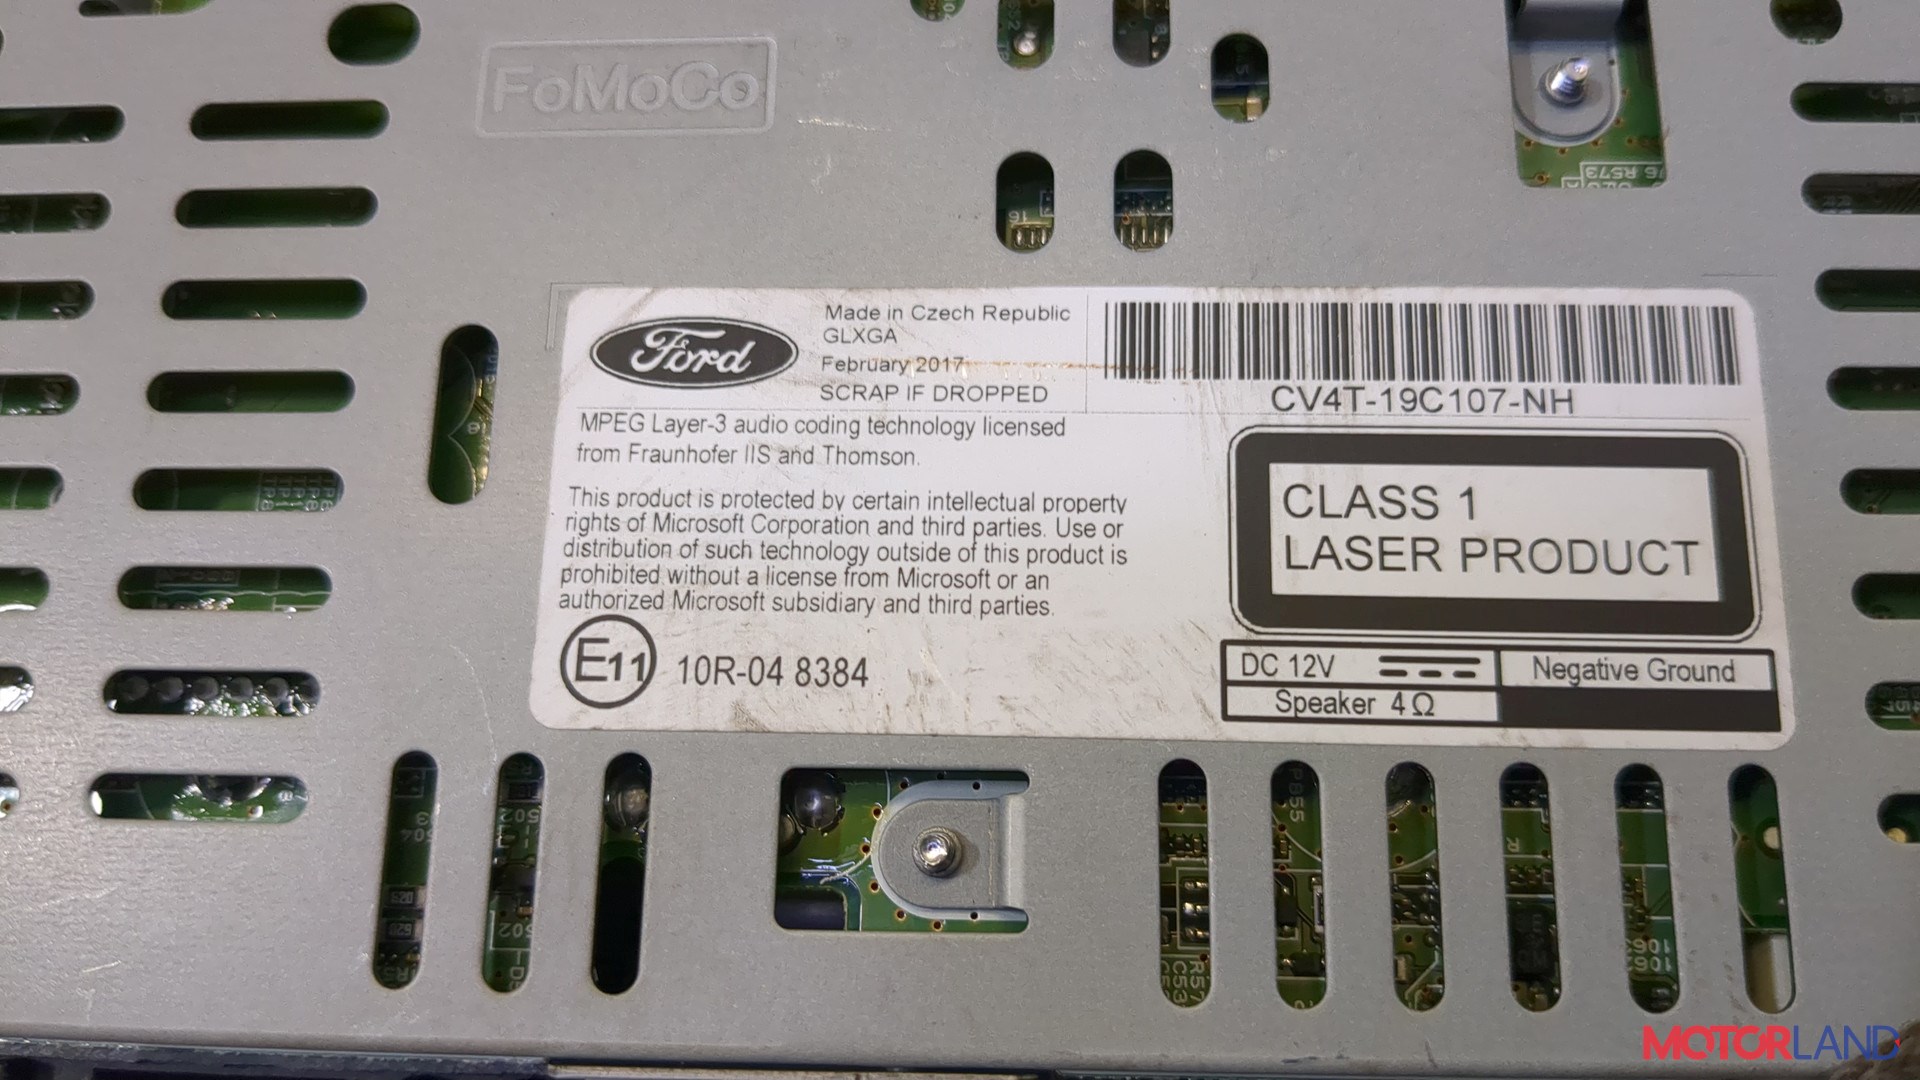 FoMoCo
R573
16
Ford
Made in Czech Republic
GLXGA
February 2017
SCRAP IF DROPPED
CV4T-19C107-NH
MPEG Layer-3 audio coding technology licensed
from Fraunhofer IIS and Thomson.
This product is protected by certain intellectual property
rights of Microsoft Corporation and third parties. Use or
distribution of such technology outside of this product is
prohibited without a license from Microsoft or an
authorized Microsoft subsidiary and third parties.
CLASS 1
LASER PRODUCT
E11 10R-04 8384
DC 12V
Negative Ground
Speaker 4Ω
MOTORLAND